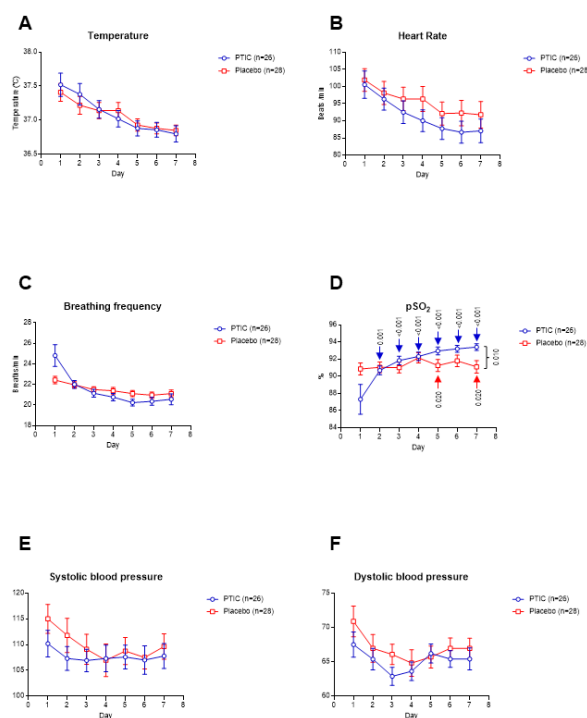 A
Temperature
PTIC (n=26)
Placebo (n=28)
Temperature (°C)
38.0
37.5
37.0
36.5
0 1 2 3 4 5 6 7 8
Day
B
Heart Rate
PTIC (n=26)
Placebo (n=28)
Beats/min
105
100
95
90
85
80
0 1 2 3 4 5 6 7 8
Day
C
Breathing frequency
PTIC (n=26)
Placebo (n=28)
Breaths/min
28
26
24
22
20
18
0 1 2 3 4 5 6 7 8
Day
D
pSO2
PTIC (n=26)
Placebo (n=28)
%
96
94
92
90
88
86
84
0 1 2 3 4 5 6 7 8
Day
0.001
<0.001
<0.001
<0.001
<0.001
<0.001
0.010
0.020
0.020
E
Systolic blood pressure
PTIC (n=26)
Placebo (n=28)
120
115
110
105
100
0 1 2 3 4 5 6 7 8
Day
F
Dystolic blood pressure
PTIC (n=26)
Placebo (n=28)
75
70
65
60
0 1 2 3 4 5 6 7 8
Day